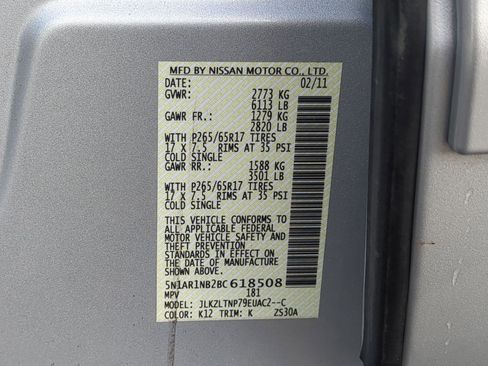 MFD BY NISSAN MOTOR CO., LTD.
DATE: 02/11
GVWR: 2773 KG
6113 LB
GAWR FR.: 1279 KG
2820 LB
WITH P265/65R17 TIRES
17 X 7.5 RIMS AT 35 PSI
COLD SINGLE
GAWR RR.: 1588 KG
3501 LB
WITH P265/65R17 TIRES
17 X 7.5 RIMS AT 35 PSI
COLD SINGLE
THIS VEHICLE CONFORMS TO
ALL APPLICABLE FEDERAL
MOTOR VEHICLE SAFETY AND
AND THEFT PREVENTION
STANDARDS IN EFFECT ON
THE DATE OF MANUFACTURE
SHOWN ABOVE.
5N1AR1NB2BC618508
MPV 181
MODEL: JLKZLTNP79EUAC2--C
COLOR: K12 TRIM: K ZS30A